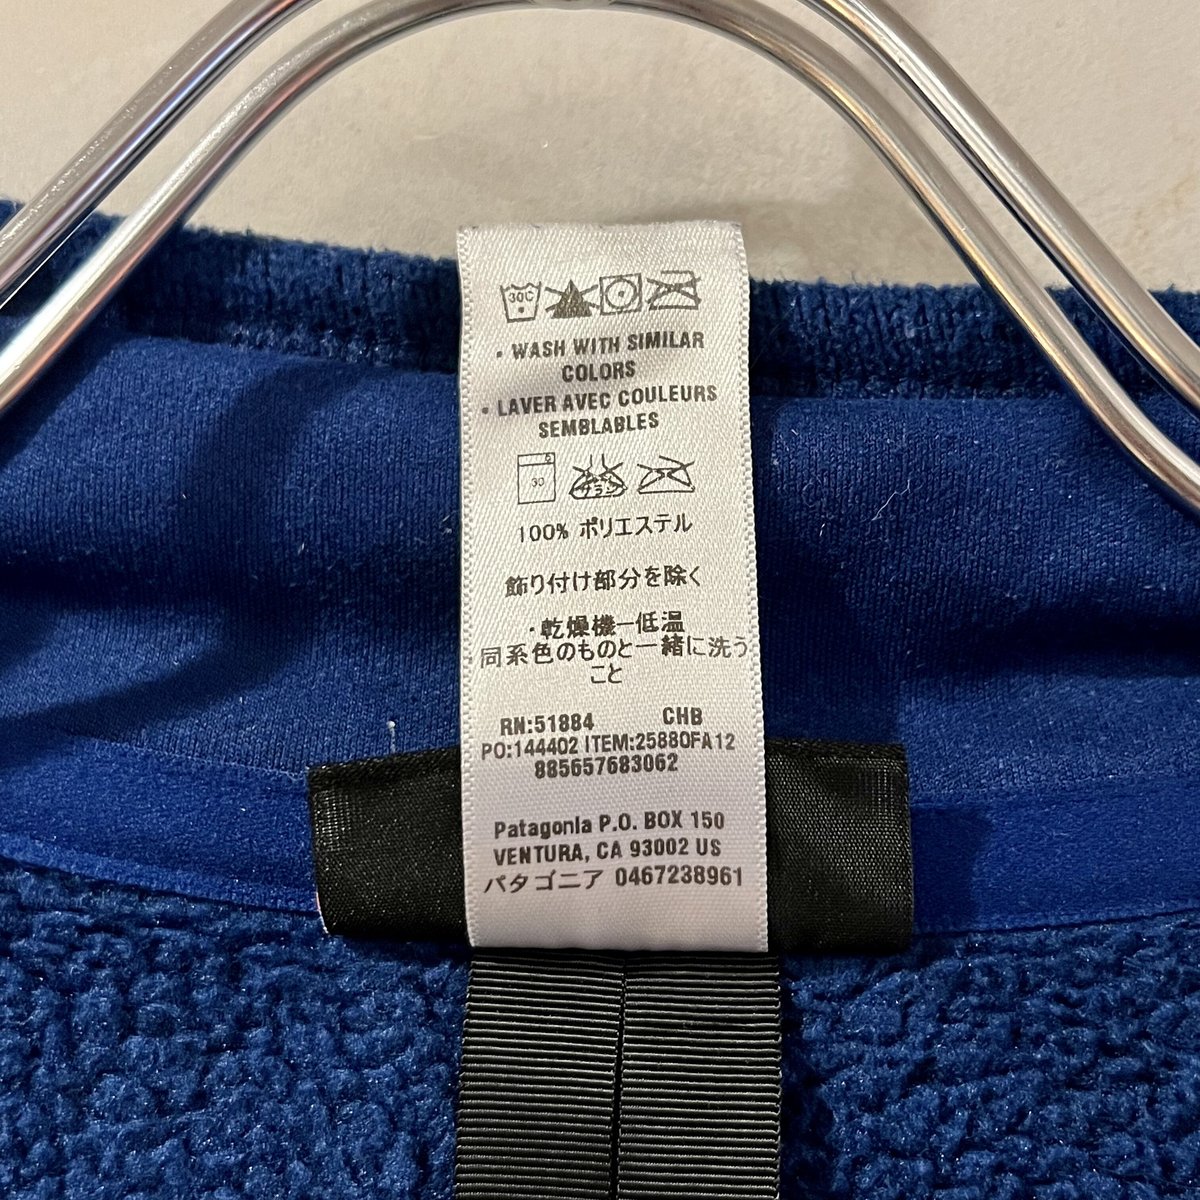 30C
• WASH WITH SIMILAR
COLORS
• LAVER AVEC COULEURS
SEMBLABLES
30
サラシ
100% ポリエステル
飾り付け部分を除く
・乾燥機ー低温
同系色のものと一緒に洗う
こと
RN:51884 CHB
PO:144402 ITEM:25880FA12
885657683062
Patagonia P.O. BOX 150
VENTURA, CA 93002 US
パタゴニア 0467238961